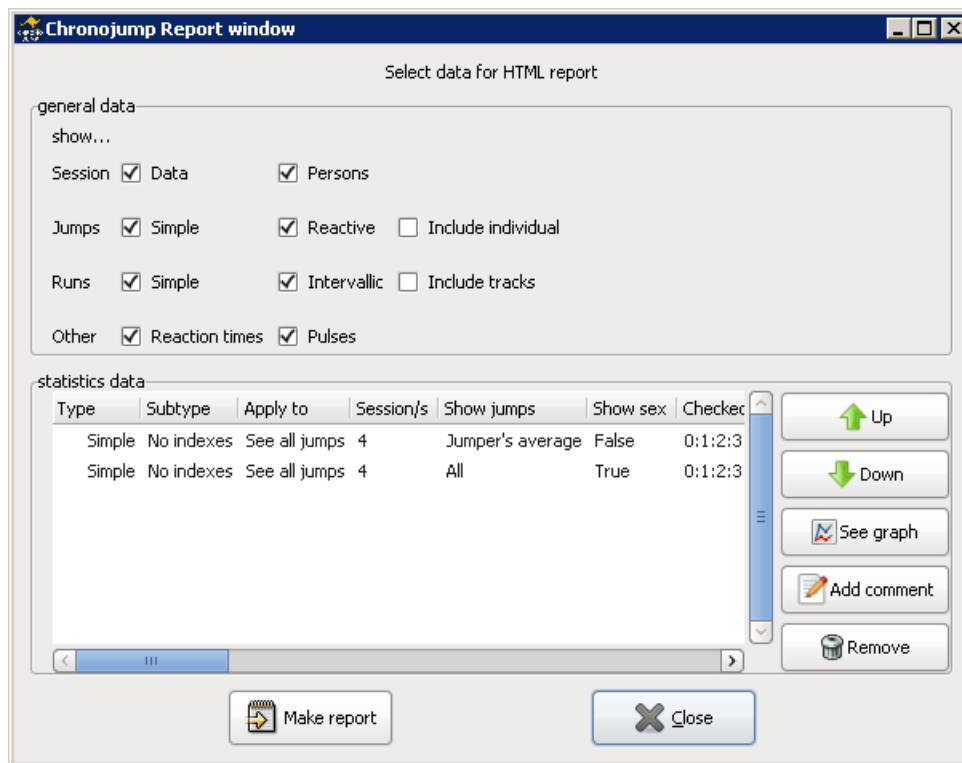 Chronojump Report window
Select data for HTML report
general data
show...
Session Data Persons
Jumps Simple Reactive Include individual
Runs Simple Intervallic Include tracks
Other Reaction times Pulses
statistics data
Type Subtype Apply to Session/s Show jumps Show sex Checked
Simple No indexes See all jumps 4 Jumper's average False 0:1:2:3
Simple No indexes See all jumps 4 All True 0:1:2:3
Up
Down
See graph
Add comment
Remove
Make report Close